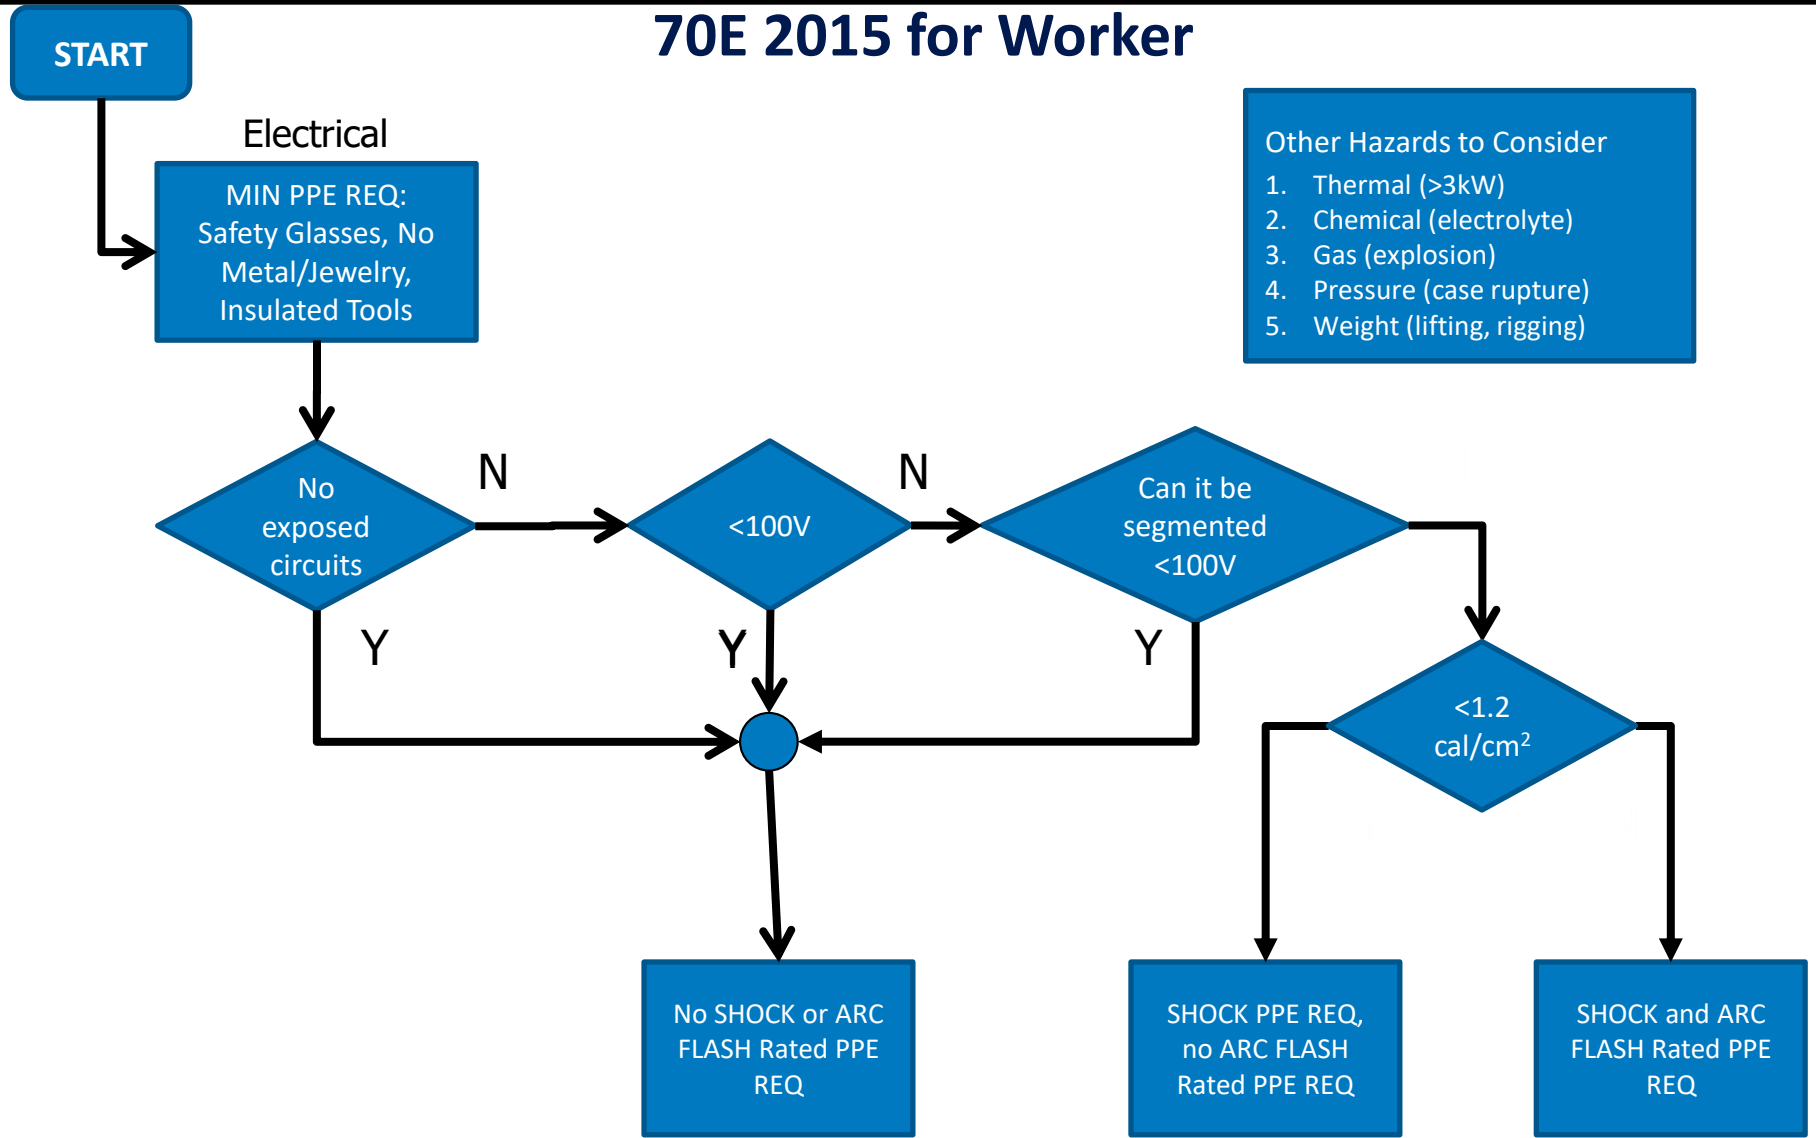 70E 2015 for Worker
START
Electrical
MIN PPE REQ:
Safety Glasses, No
Metal/Jewelry,
Insulated Tools
Other Hazards to Consider
1. Thermal (>3kW)
2. Chemical (electrolyte)
3. Gas (explosion)
4. Pressure (case rupture)
5. Weight (lifting, rigging)
No
exposed
circuits
N
<100V
N
Can it be
segmented
<100V
Y
Y
Y
<1.2
cal/cm²
No SHOCK or ARC
FLASH Rated PPE
REQ
SHOCK PPE REQ,
no ARC FLASH
Rated PPE REQ
SHOCK and ARC
FLASH Rated PPE
REQ